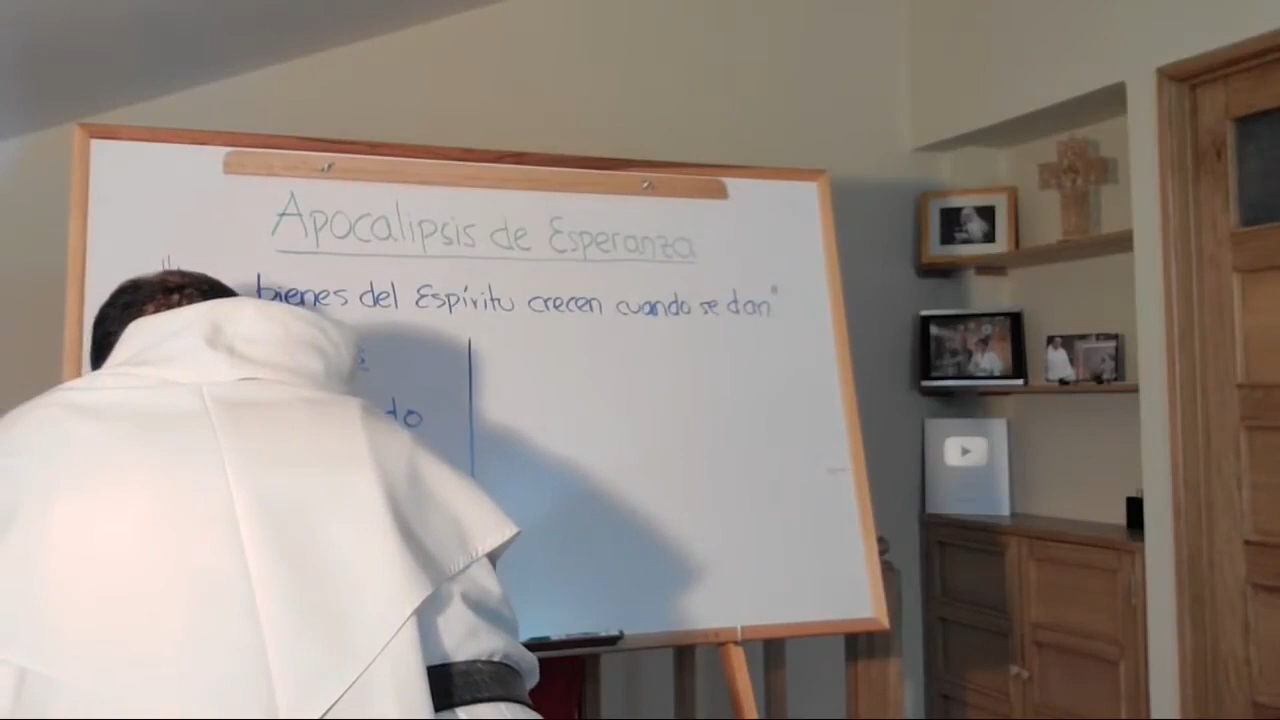 Apocalipsis de Esperanza
bienes del Espíritu crecen cuando se dan"